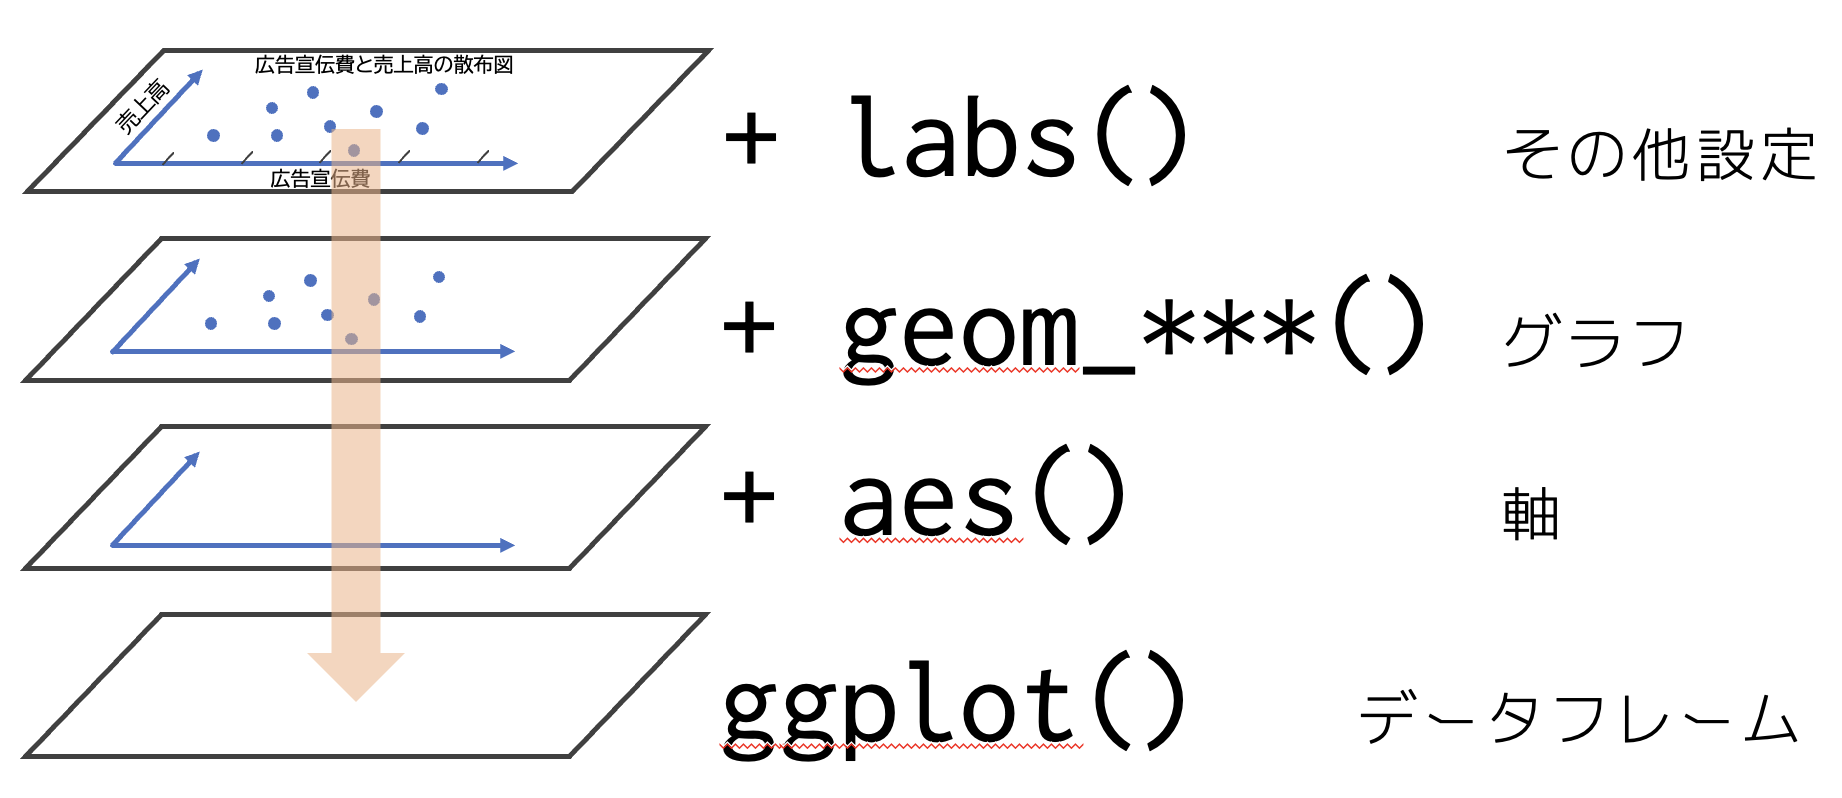 広告宣伝費と売上高の散布図
売上高
広告宣伝費
+ labs() その他設定
+ geom_***() グラフ
+ aes() 軸
ggplot() データフレーム